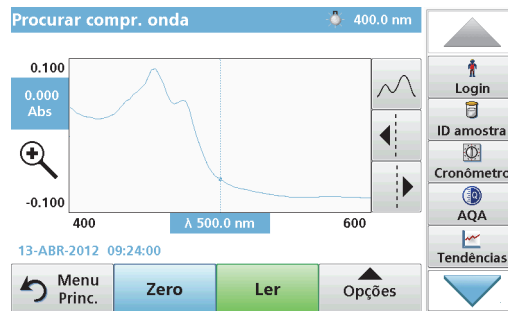 Procurar compr. onda
400.0 nm
0.100
0.000
Abs
-0.100
400
λ 500.0 nm
600
13-ABR-2012 09:24:00
Menu
Princ.
Zero
Ler
Opções
Login
ID amostra
Cronômetro
AQA
Tendências